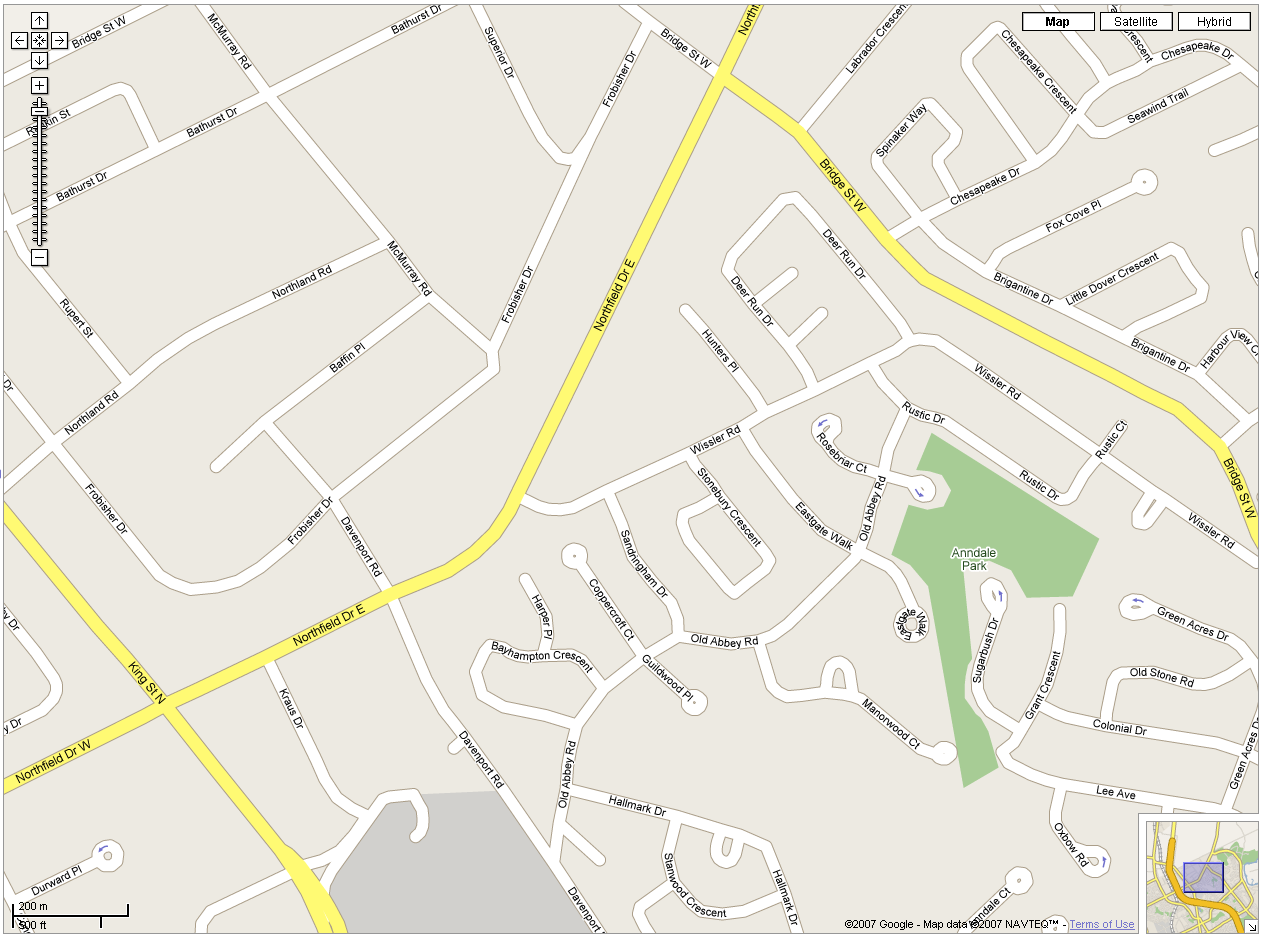 Map
Satellite
Hybrid
Bridge St W
McMurray Rd
Bathurst Dr
Superior Dr
Frobisher Dr
Bridge St W
Labrador Crescent
Chesapeake Crescent
Chesapeake Dr
Seawind Trail
Spinaker Way
Bathurst Dr
Bathurst Dr
Bridge St W
Chesapeake Dr
Fox Cove Pl
McMurray Rd
Northland Rd
Frobisher Dr
Northfield Dr E
Deer Run Dr
Deer Run Dr
Brigantine Dr
Little Dover Crescent
Rupert St
Baffin Pl
Hunters Pl
Brigantine Dr
Harbour View
Wissler Rd
Northland Rd
Rustic Dr
Wissler Rd
Rosebriar Ct
Rustic Ct
Rustic Dr
Bridge St W
Frobisher Dr
Frobisher Dr
Davenport Rd
Stonebury Crescent
Eastgate Walk
Old Abbey Rd
Wissler Rd
Anndale
Park
Sandringham Dr
Coppercroft Ct
Harper Pl
Eastgate Walk
Green Acres Dr
Northfield Dr E
Bayhampton Crescent
Old Abbey Rd
Guildwood Pl
Sugarbush Dr
Grant Crescent
Old Stone Rd
King St N
Kraus Dr
Manorwood Ct
Colonial Dr
Northfield Dr W
Davenport Rd
Old Abbey Rd
Green Acres Dr
Hallmark Dr
Lee Ave
Oxbow Rd
Durward Pl
Stanwood Crescent
Hallmark Dr
Davenport
200 m
500 ft
©2007 Google - Map data ©2007 NAVTEQ™ - Terms of Use